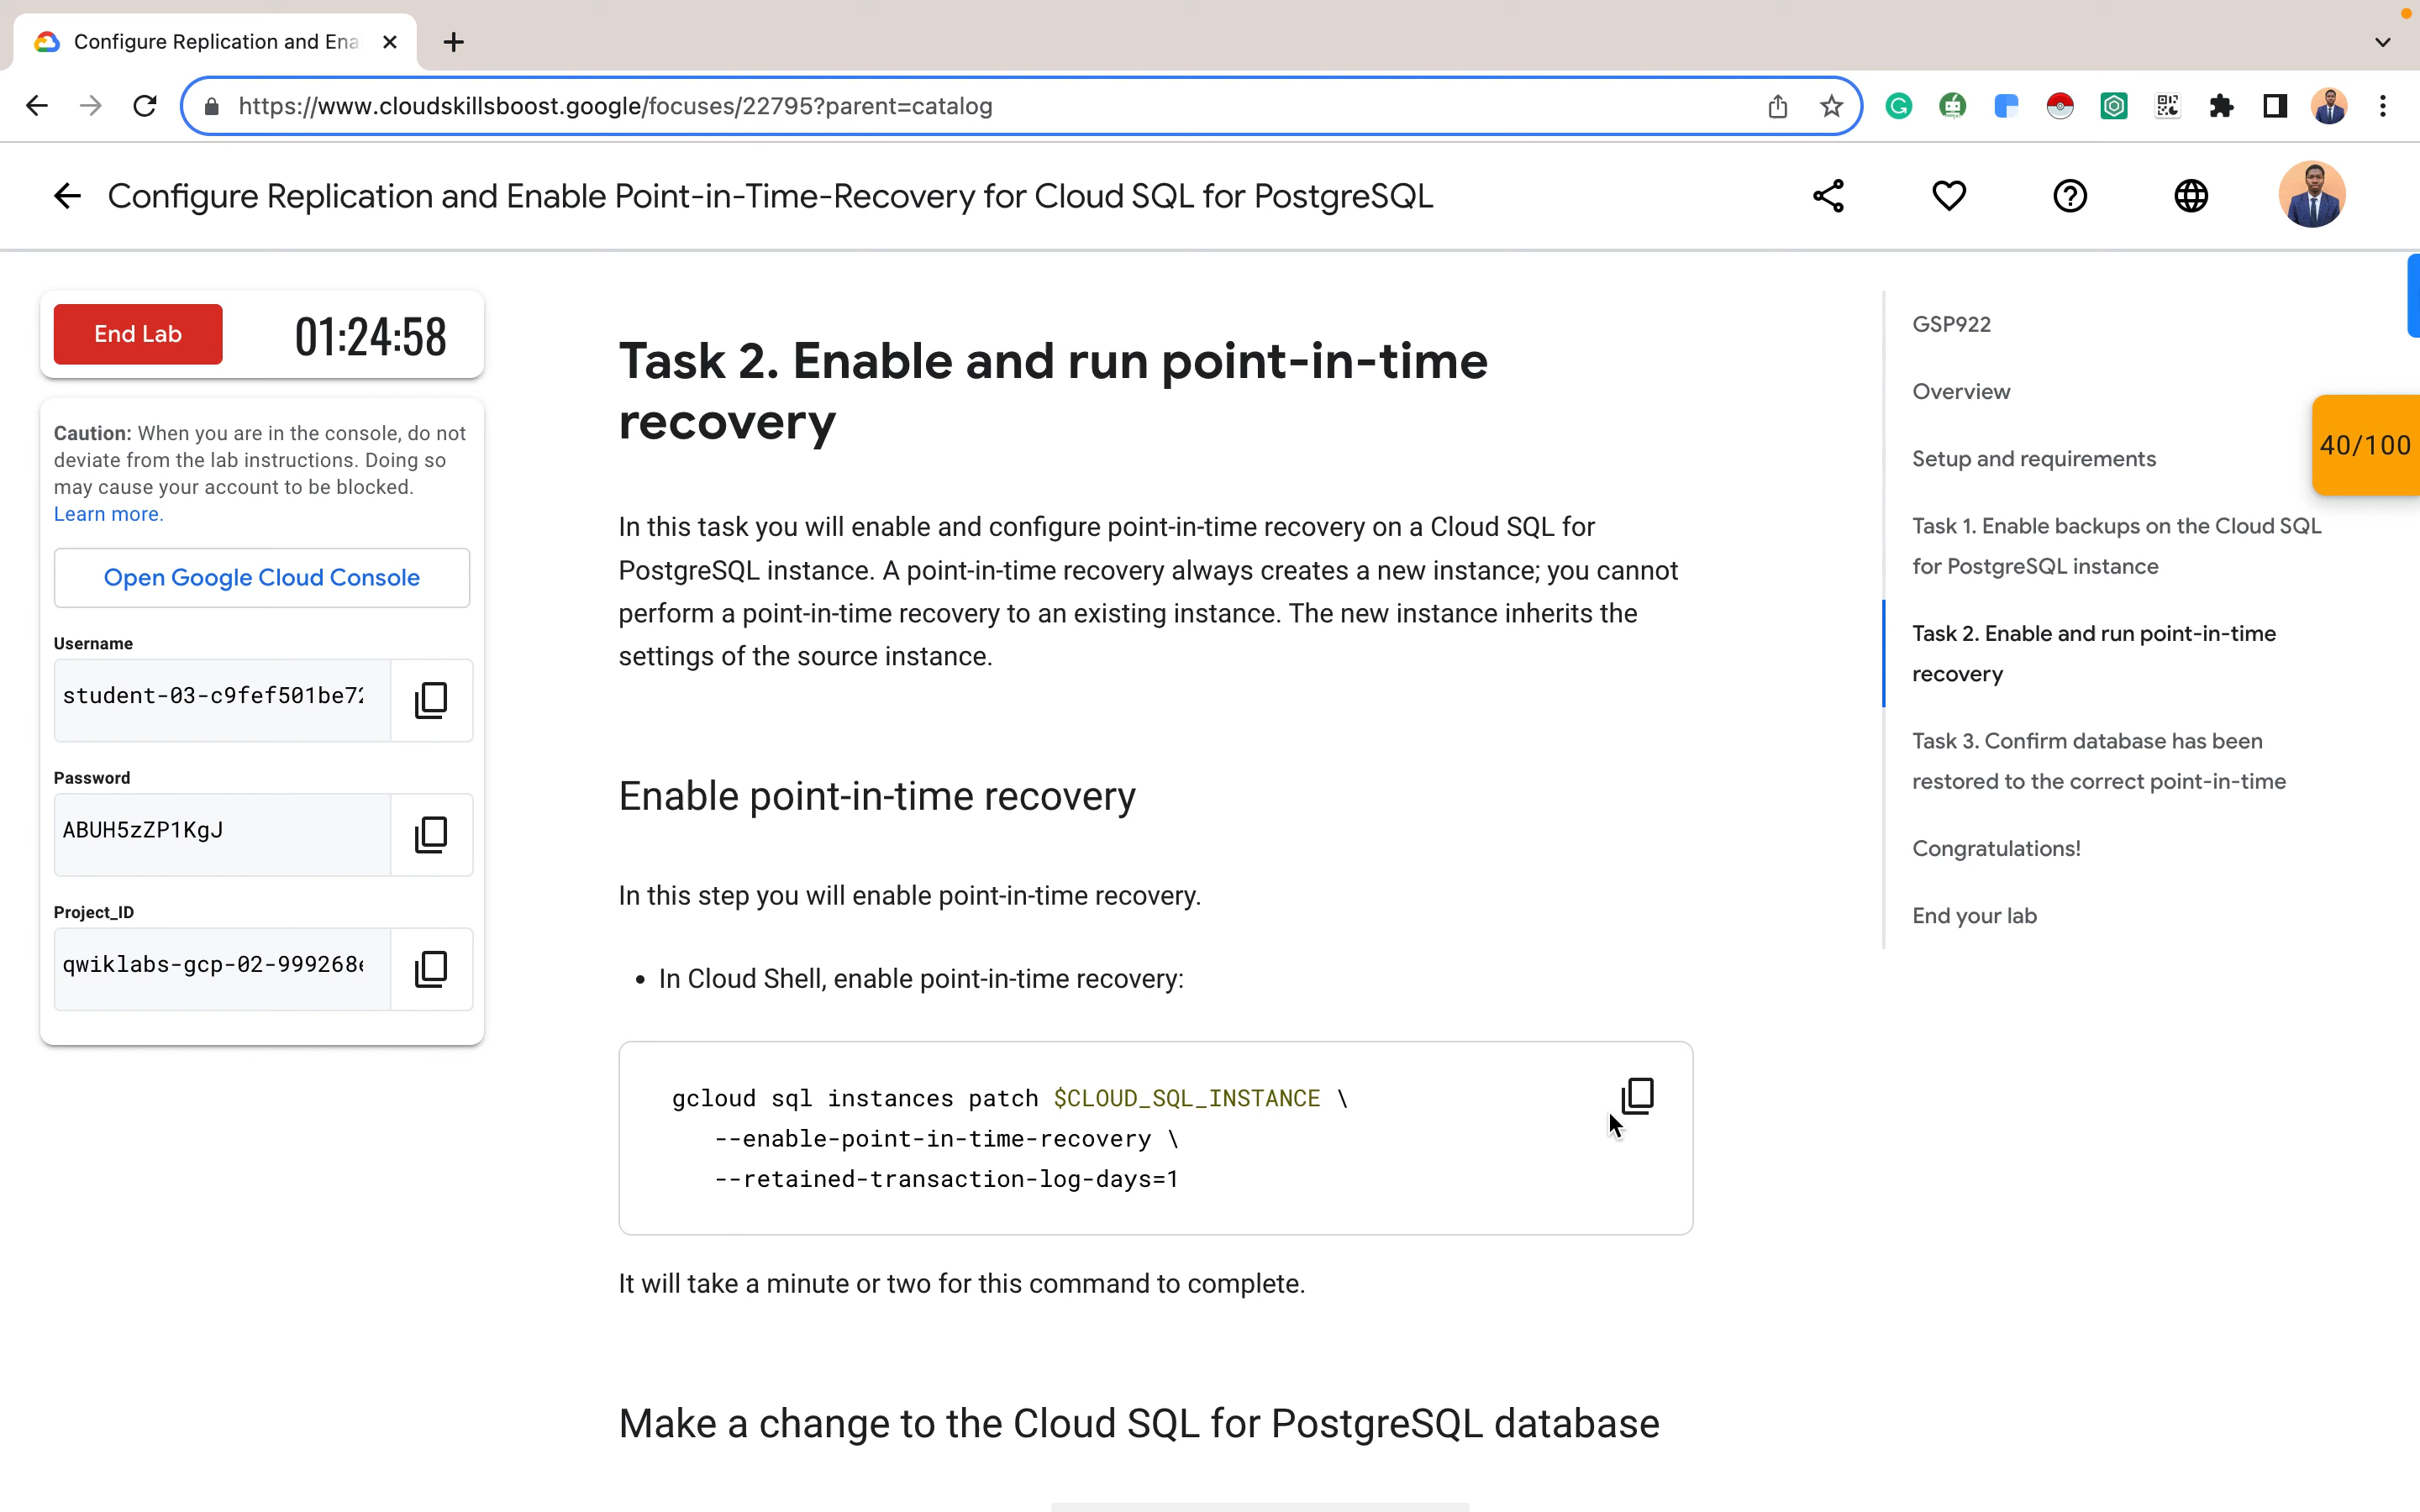 Configure Replication and Ena
https://www.cloudskillsboost.google/focuses/22795?parent=catalog
Configure Replication and Enable Point-in-Time-Recovery for Cloud SQL for PostgreSQL
End Lab
01:24:58
Caution: When you are in the console, do not
deviate from the lab instructions. Doing so
may cause your account to be blocked.
Learn more.
Open Google Cloud Console
Username
student-03-c9fef501be72
Password
ABUH5zZP1KgJ
Project_ID
qwiklabs-gcp-02-999268
Task 2. Enable and run point-in-time
recovery
In this task you will enable and configure point-in-time recovery on a Cloud SQL for
PostgreSQL instance. A point-in-time recovery always creates a new instance; you cannot
perform a point-in-time recovery to an existing instance. The new instance inherits the
settings of the source instance.
Enable point-in-time recovery
In this step you will enable point-in-time recovery.
• In Cloud Shell, enable point-in-time recovery:
gcloud sql instances patch $CLOUD_SQL_INSTANCE \
--enable-point-in-time-recovery \
--retained-transaction-log-days=1
It will take a minute or two for this command to complete.
Make a change to the Cloud SQL for PostgreSQL database
GSP922
Overview
Setup and requirements
Task 1. Enable backups on the Cloud SQL
for PostgreSQL instance
Task 2. Enable and run point-in-time
recovery
Task 3. Confirm database has been
restored to the correct point-in-time
Congratulations!
End your lab
40/100